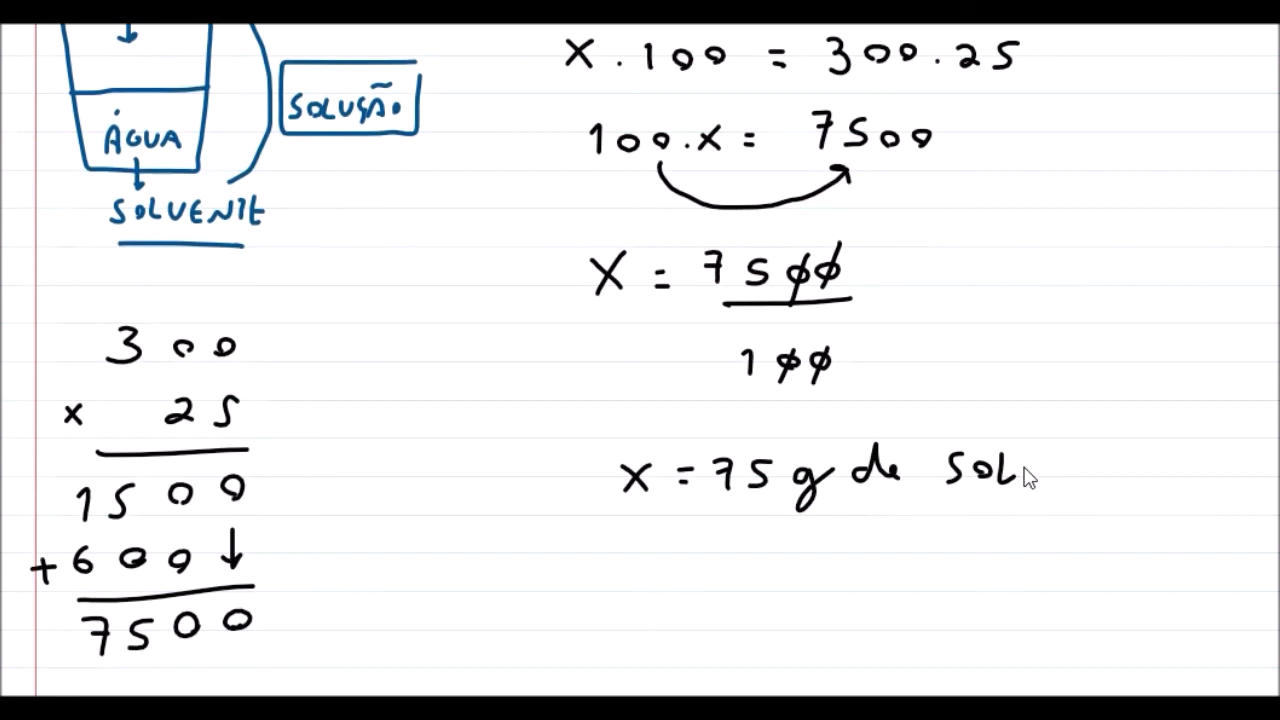 SOLUÇÃO
ÁGUA
SOLVENTE
300
x 25
1500
+600↓
7500
X.100 = 300.25
100.X = 7500
X = 7500
100
X = 75 g de SOL